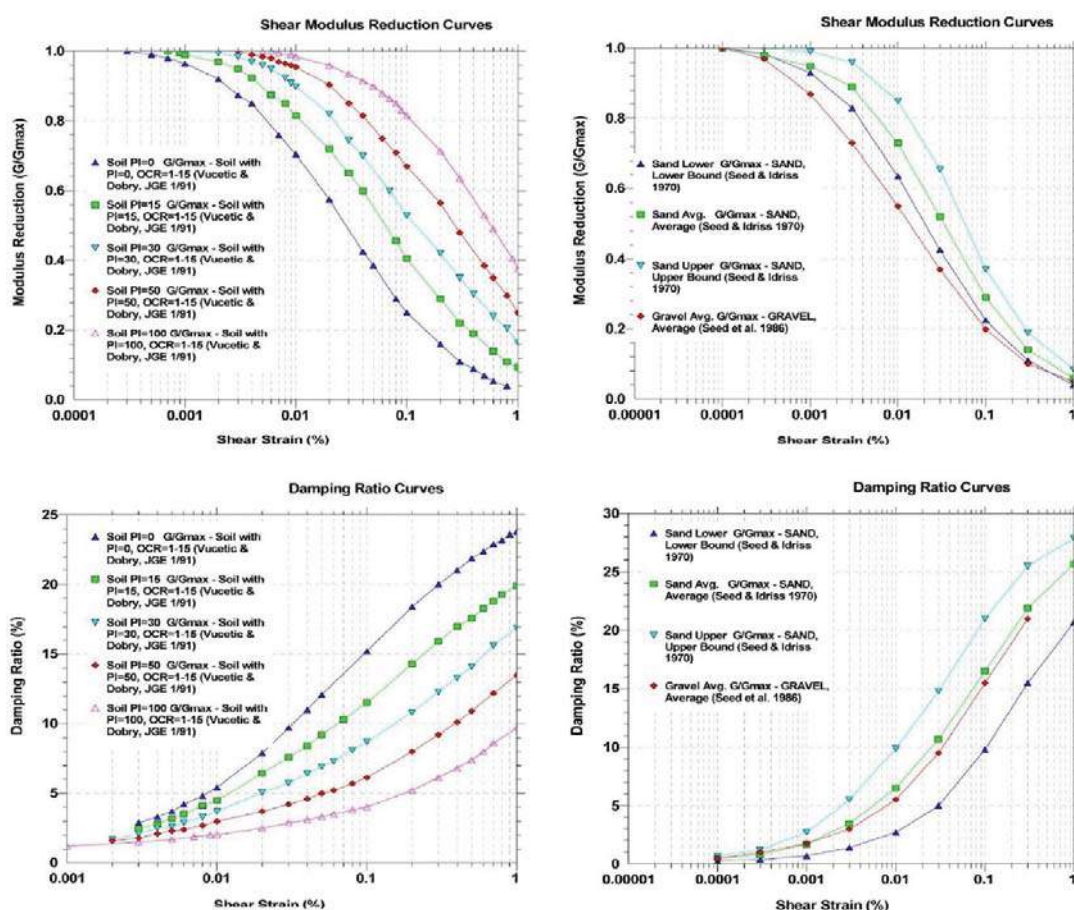 Shear Modulus Reduction Curves
1.0
0.8
0.6
0.4
0.2
0.0
Modulus Reduction (G/Gmax)
Soil PI=0 G/Gmax - Soil with
PI=0, OCR=1-15 (Vucetic &
Dobry, JGE 1/91)
Soil PI=15 G/Gmax - Soil with
PI=15, OCR=1-15 (Vucetic &
Dobry, JGE 1/91)
Soil PI=30 G/Gmax - Soil with
PI=30, OCR=1-15 (Vucetic &
Dobry, JGE 1/91)
Soil PI=50 G/Gmax - Soil with
PI=50, OCR=1-15 (Vucetic &
Dobry, JGE 1/91)
Soil PI=100 G/Gmax - Soil with
PI=100, OCR=1-15 (Vucetic &
Dobry, JGE 1/91)
0.0001 0.001 0.01 0.1 1
Shear Strain (%)
Shear Modulus Reduction Curves
1.0
0.8
0.6
0.4
0.2
0.0
Modulus Reduction (G/Gmax)
Sand Lower G/Gmax - SAND,
Lower Bound (Seed & Idriss
1970)
Sand Avg. G/Gmax - SAND,
Average (Seed & Idriss 1970)
Sand Upper G/Gmax - SAND,
Upper Bound (Seed & Idriss
1970)
Gravel Avg. G/Gmax - GRAVEL,
Average (Seed et al. 1986)
0.00001 0.0001 0.001 0.01 0.1 1
Shear Strain (%)
Damping Ratio Curves
25
20
15
10
5
0
Damping Ratio (%)
Soil PI=0 G/Gmax - Soil with
PI=0, OCR=1-15 (Vucetic &
Dobry, JGE 1/91)
Soil PI=15 G/Gmax - Soil with
PI=15, OCR=1-15 (Vucetic &
Dobry, JGE 1/91)
Soil PI=30 G/Gmax - Soil with
PI=30, OCR=1-15 (Vucetic &
Dobry, JGE 1/91)
Soil PI=50 G/Gmax - Soil with
PI=50, OCR=1-15 (Vucetic &
Dobry, JGE 1/91)
Soil PI=100 G/Gmax - Soil with
PI=100, OCR=1-15 (Vucetic &
Dobry, JGE 1/91)
0.001 0.01 0.1 1
Shear Strain (%)
Damping Ratio Curves
30
25
20
15
10
5
0
Damping Ratio (%)
Sand Lower G/Gmax - SAND,
Lower Bound (Seed & Idriss
1970)
Sand Avg. G/Gmax - SAND,
Average (Seed & Idriss 1970)
Sand Upper G/Gmax - SAND,
Upper Bound (Seed & Idriss
1970)
Gravel Avg. G/Gmax - GRAVEL,
Average (Seed et al. 1986)
0.00001 0.0001 0.001 0.01 0.1 1
Shear Strain (%)